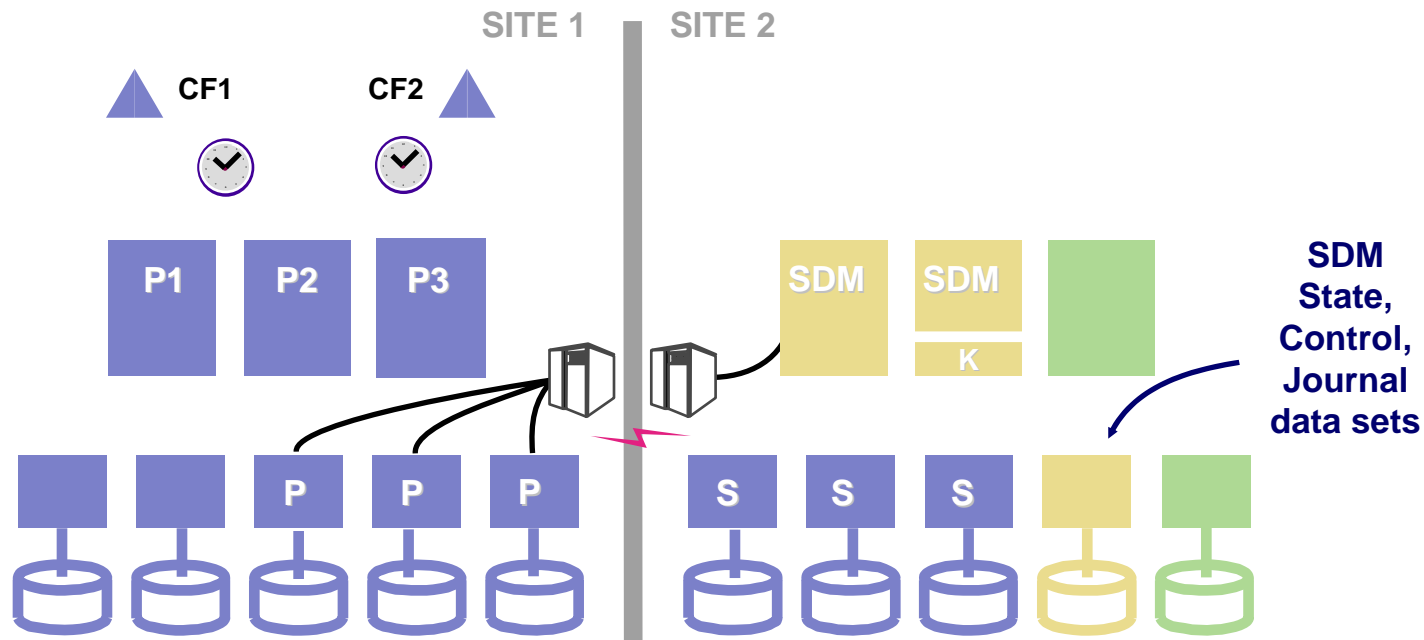 SITE 1
SITE 2
CF1
CF2
P1
P2
P3
SDM
SDM
K
SDM
State,
Control,
Journal
data sets
P
P
P
S
S
S